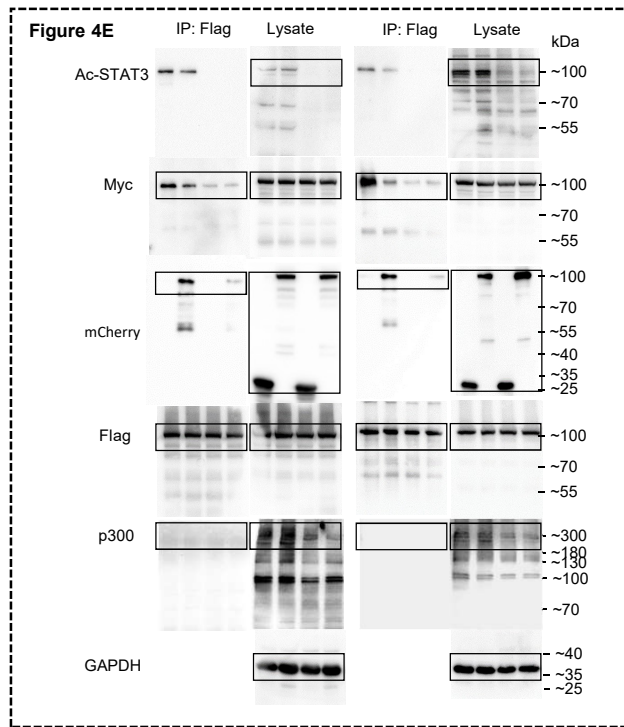 Figure 4E
IP: Flag
Lysate
IP: Flag
Lysate
kDa
Ac-STAT3
~100
~70
~55
Myc
~100
~70
~55
mCherry
~100
~70
~55
~40
~35
~25
Flag
~100
~70
~55
p300
~300
~180
~130
~100
~70
GAPDH
~40
~35
~25